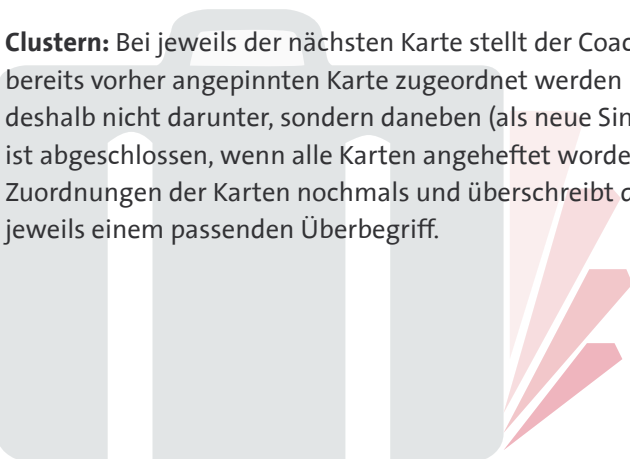 Clustern: Bei jeweils der nächsten Karte stellt der Coac
bereits vorher angepinnten Karte zugeordnet werden
deshalb nicht darunter, sondern daneben (als neue Sin
ist abgeschlossen, wenn alle Karten angeheftet worde
Zuordnungen der Karten nochmals und überschreibt d
jeweils einem passenden Überbegriff.